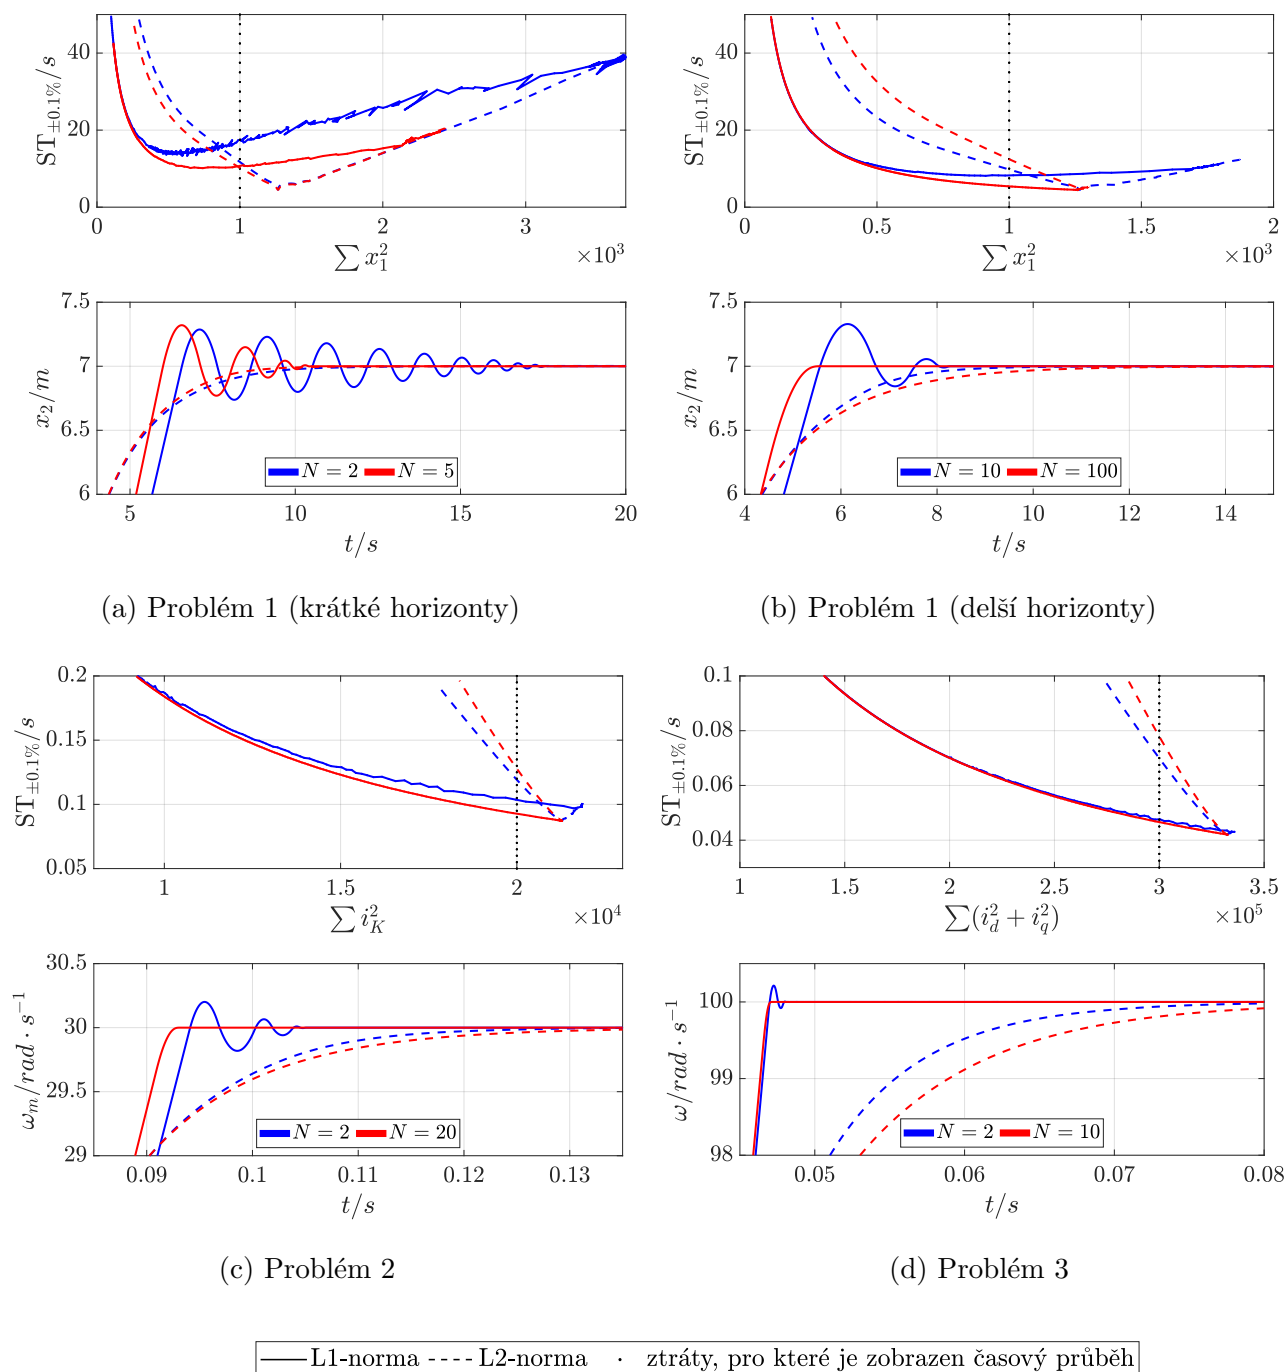 ST±0.1%/s
40
20
0
0 1 2 3
∑ x₁² ×10³
ST±0.1%/s
40
20
0
0 0.5 1 1.5 2
∑ x₁² ×10³
x₂/m
7.5
7
6.5
6
N = 2 N = 5
5 10 15 20
t/s
x₂/m
7.5
7
6.5
6
N = 10 N = 100
4 6 8 10 12 14
t/s
(a) Problém 1 (krátké horizonty)
(b) Problém 1 (delší horizonty)
ST±0.1%/s
0.2
0.15
0.1
0.05
1 1.5 2
∑ i_K² ×10⁴
ST±0.1%/s
0.1
0.08
0.06
0.04
1 1.5 2 2.5 3 3.5
∑(i_d² + i_q²) ×10⁵
ω_m/rad · s⁻¹
30.5
30
29.5
29
N = 2 N = 20
0.09 0.1 0.11 0.12 0.13
t/s
ω/rad · s⁻¹
100
99
98
N = 2 N = 10
0.05 0.06 0.07 0.08
t/s
(c) Problém 2
(d) Problém 3
L1-norma L2-norma · ztráty, pro které je zobrazen časový průběh